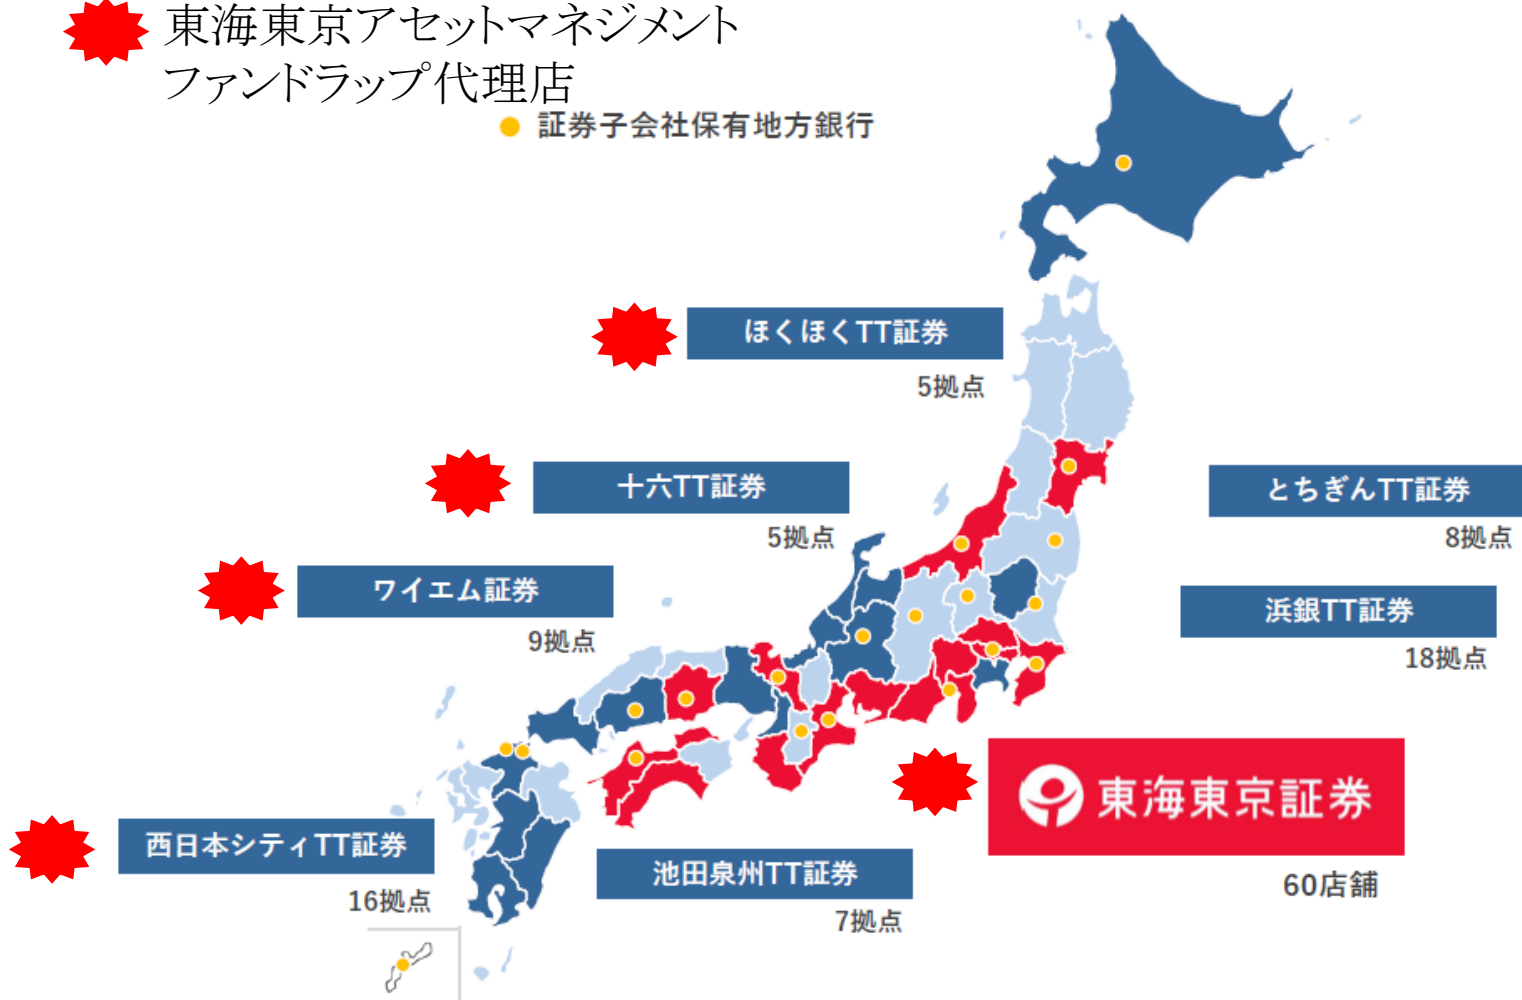 東海東京アセットマネジメント
ファンドラップ代理店
証券子会社保有地方銀行
ほくほくTT証券
5拠点
十六TT証券
5拠点
とちぎんTT証券
8拠点
ワイエム証券
9拠点
浜銀TT証券
18拠点
東海東京証券
60店舗
西日本シティTT証券
16拠点
池田泉州TT証券
7拠点